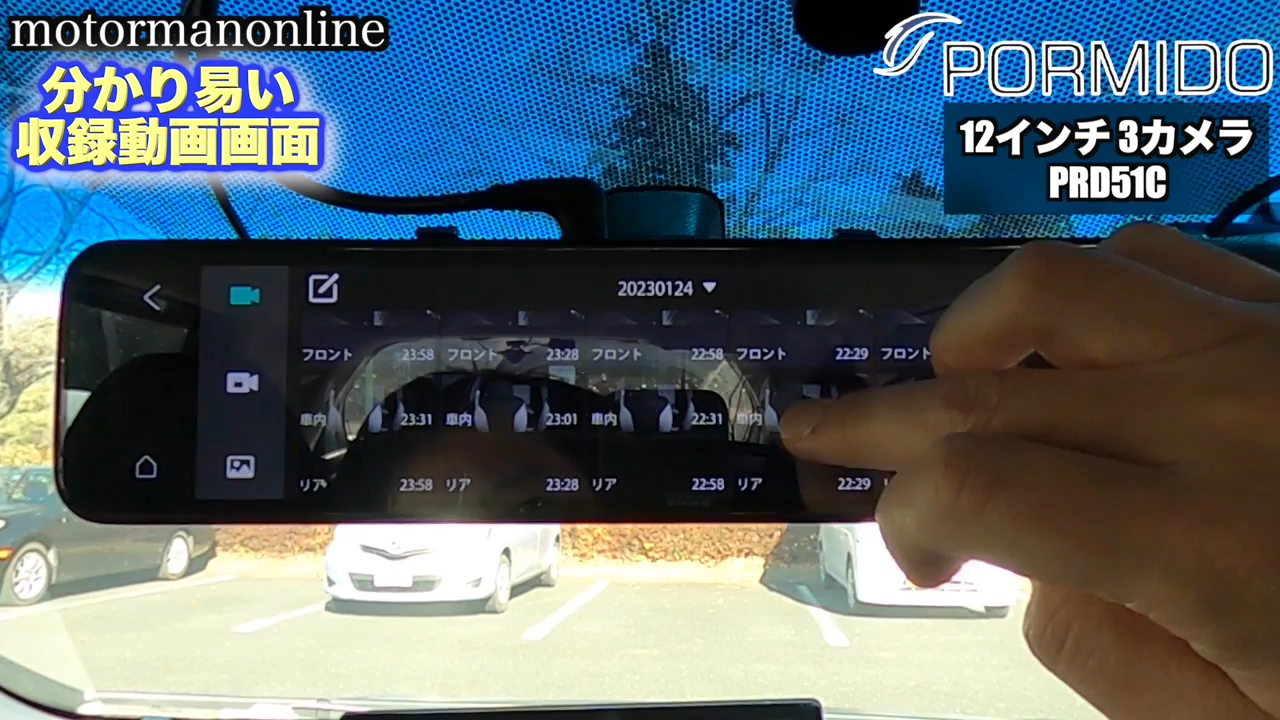 motormanonline
分かり易い
収録動画画面
PORMIDO
12インチ 3カメラ
PRD51C
20230124 ▼
フロント 23:58 フロント 23:28 フロント 22:58 フロント 22:29 フロント
車内 23:31 車内 23:01 車内 22:31 車内
リア 23:58 リア 23:28 リア 22:58 リア 22:29